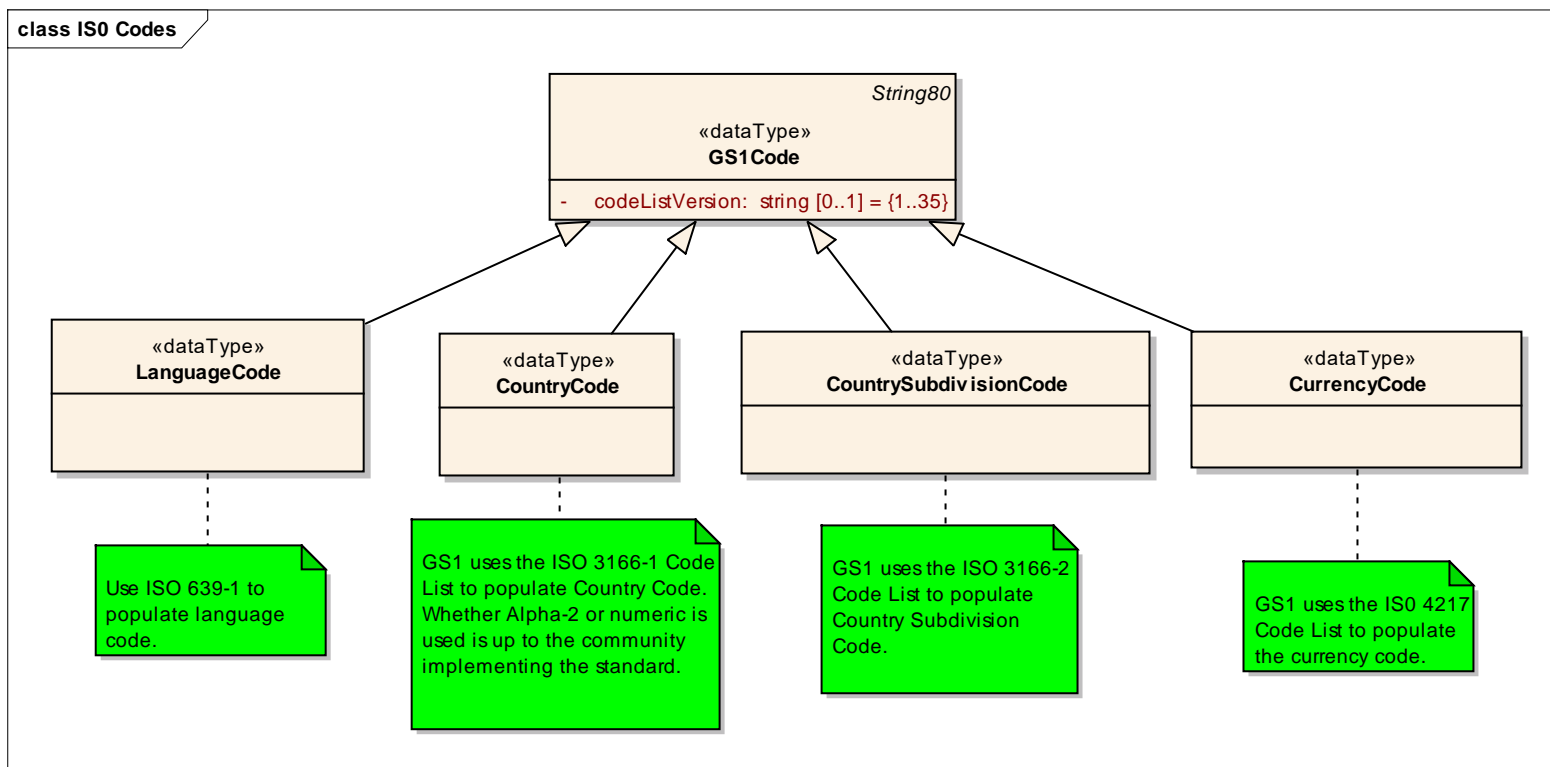 class IS0 Codes
String80
«dataType»
GS1Code
- codeListVersion: string [0..1] = {1..35}
«dataType»
LanguageCode
«dataType»
CountryCode
«dataType»
CountrySubdivisionCode
«dataType»
CurrencyCode
Use ISO 639-1 to
populate language
code.
GS1 uses the ISO 3166-1 Code
List to populate Country Code.
Whether Alpha-2 or numeric is
used is up to the community
implementing the standard.
GS1 uses the ISO 3166-2
Code List to populate
Country Subdivision
Code.
GS1 uses the IS0 4217
Code List to populate
the currency code.